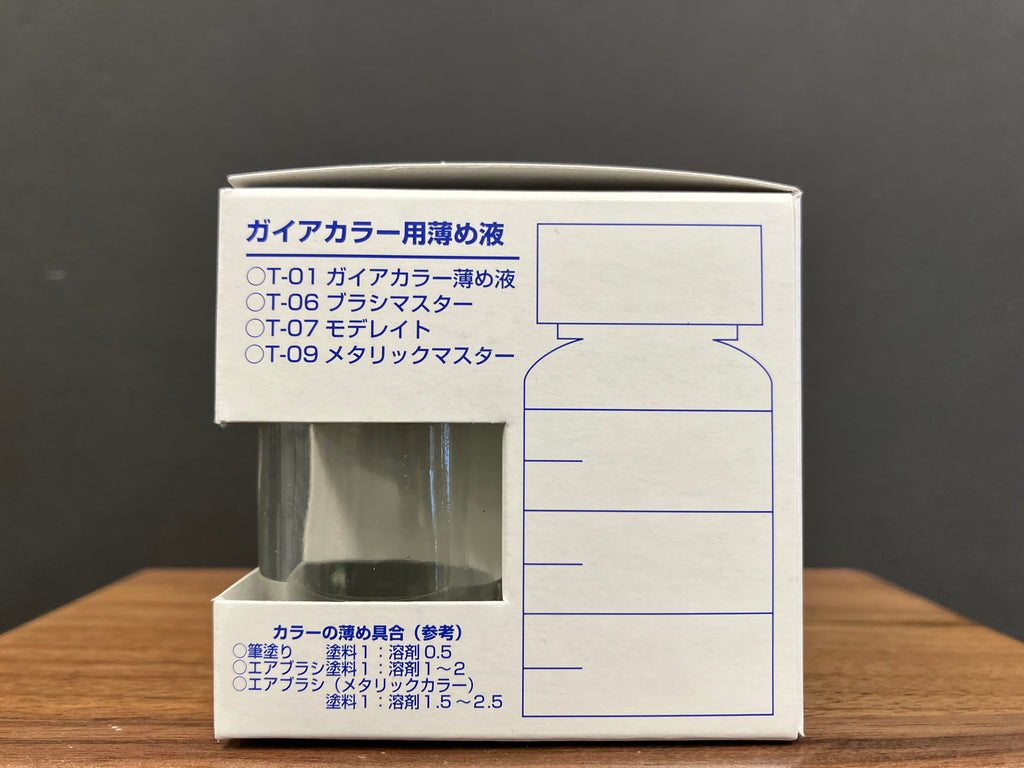 ガイアカラー用薄め液
○T-01 ガイアカラー薄め液
○T-06 ブラシマスター
○T-07 モデレイト
○T-09 メタリックマスター
カラーの薄め具合（参考）
○筆塗り　　塗料1：溶剤0.5
○エアブラシ塗料1：溶剤1～2
○エアブラシ（メタリックカラー）
塗料1：溶剤1.5～2.5